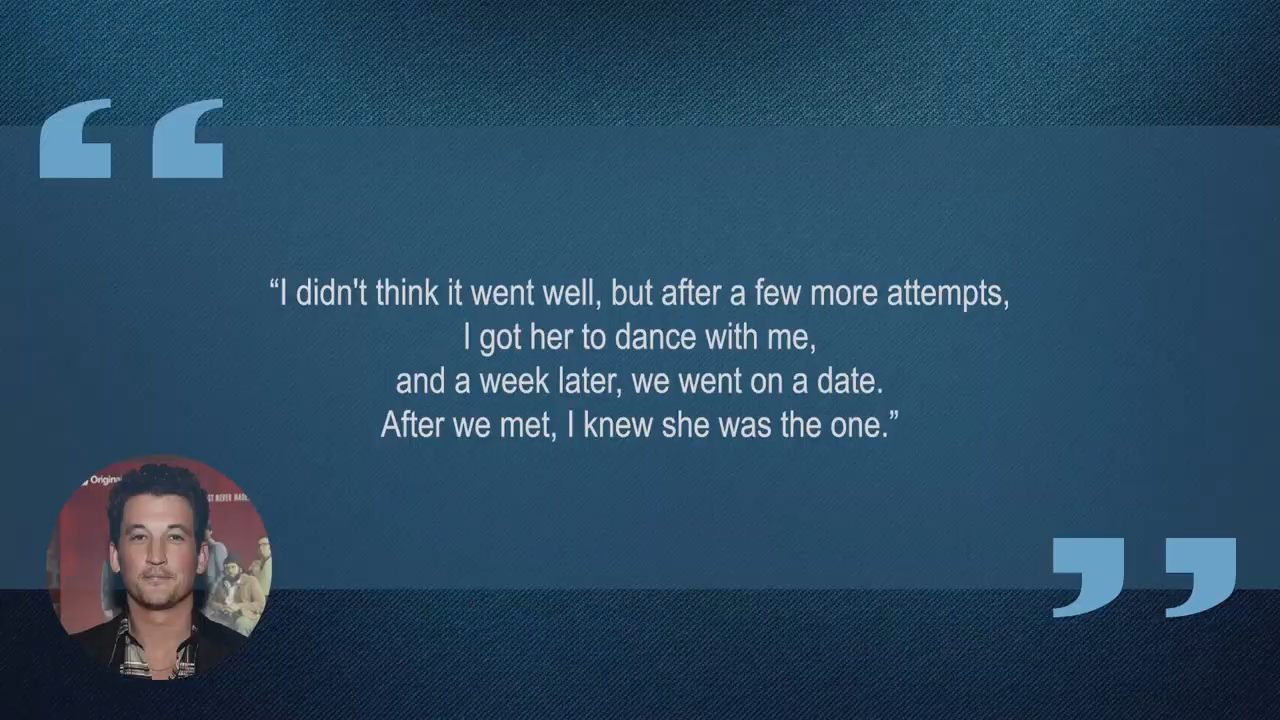 “I didn't think it went well, but after a few more attempts,
I got her to dance with me,
and a week later, we went on a date.
After we met, I knew she was the one.”
Origina